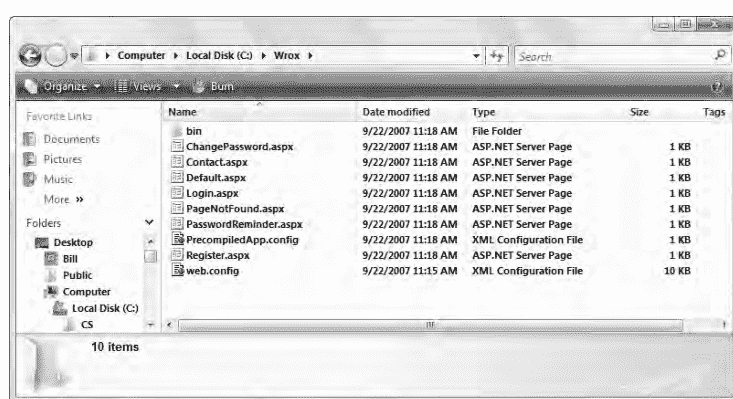 Computer ▸ Local Disk (C:) ▸ Wrox ▸
Search
Organize Views Burn
Favorite Links
Documents
Pictures
Music
More »
Folders
Desktop
Bill
Public
Computer
Local Disk (C:)
CS
Name Date modified Type Size Tags
bin 9/22/2007 11:18 AM File Folder
ChangePassword.aspx 9/22/2007 11:18 AM ASP.NET Server Page 1 KB
Contact.aspx 9/22/2007 11:18 AM ASP.NET Server Page 1 KB
Default.aspx 9/22/2007 11:18 AM ASP.NET Server Page 1 KB
Login.aspx 9/22/2007 11:18 AM ASP.NET Server Page 1 KB
PageNotFound.aspx 9/22/2007 11:18 AM ASP.NET Server Page 1 KB
PasswordReminder.aspx 9/22/2007 11:18 AM ASP.NET Server Page 1 KB
PrecompiledApp.config 9/22/2007 11:18 AM XML Configuration File 1 KB
Register.aspx 9/22/2007 11:18 AM ASP.NET Server Page 1 KB
web.config 9/22/2007 11:15 AM XML Configuration File 10 KB
10 items